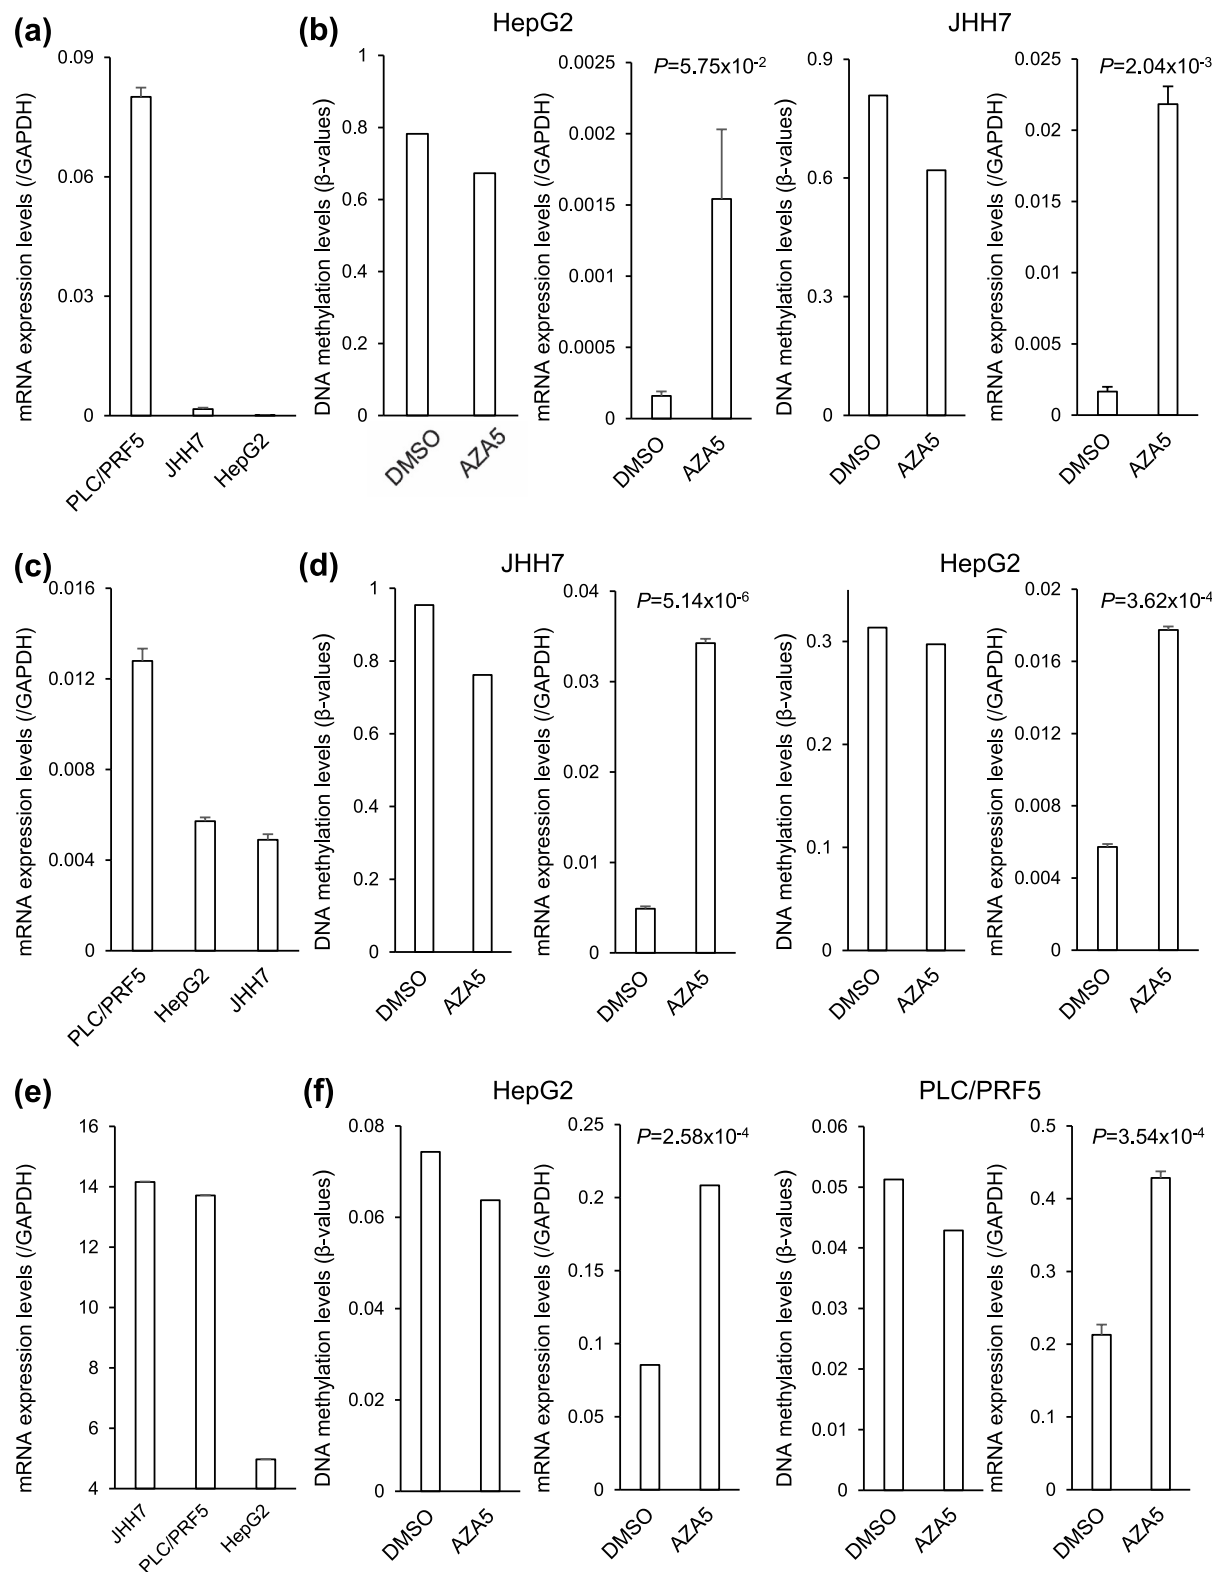 (a)
mRNA expression levels (/GAPDH)
0.09
0.06
0.03
0
PLC/PRF5
JHH7
HepG2
(b)
HepG2
DNA methylation levels (β-values)
1
0.8
0.6
0.4
0.2
0
DMSO
AZA5
mRNA expression levels (/GAPDH)
P=5.75x10-2
0.0025
0.002
0.0015
0.001
0.0005
0
DMSO
AZA5
JHH7
DNA methylation levels (β-values)
0.9
0.6
0.3
0
DMSO
AZA5
mRNA expression levels (/GAPDH)
P=2.04x10-3
0.025
0.02
0.015
0.01
0.005
0
DMSO
AZA5
(c)
mRNA expression levels (/GAPDH)
0.016
0.012
0.008
0.004
0
PLC/PRF5
HepG2
JHH7
(d)
JHH7
DNA methylation levels (β-values)
1
0.8
0.6
0.4
0.2
0
DMSO
AZA5
mRNA expression levels (/GAPDH)
P=5.14x10-6
0.04
0.03
0.02
0.01
0
DMSO
AZA5
HepG2
DNA methylation levels (β-values)
0.3
0.2
0.1
0
DMSO
AZA5
mRNA expression levels (/GAPDH)
P=3.62x10-4
0.02
0.016
0.012
0.008
0.004
0
DMSO
AZA5
(e)
mRNA expression levels (/GAPDH)
16
14
12
10
8
6
4
JHH7
PLC/PRF5
HepG2
(f)
HepG2
DNA methylation levels (β-values)
0.08
0.06
0.04
0.02
0
DMSO
AZA5
mRNA expression levels (/GAPDH)
P=2.58x10-4
0.25
0.2
0.15
0.1
0.05
0
DMSO
AZA5
PLC/PRF5
DNA methylation levels (β-values)
0.06
0.05
0.04
0.03
0.02
0.01
0
DMSO
AZA5
mRNA expression levels (/GAPDH)
P=3.54x10-4
0.5
0.4
0.3
0.2
0.1
0
DMSO
AZA5